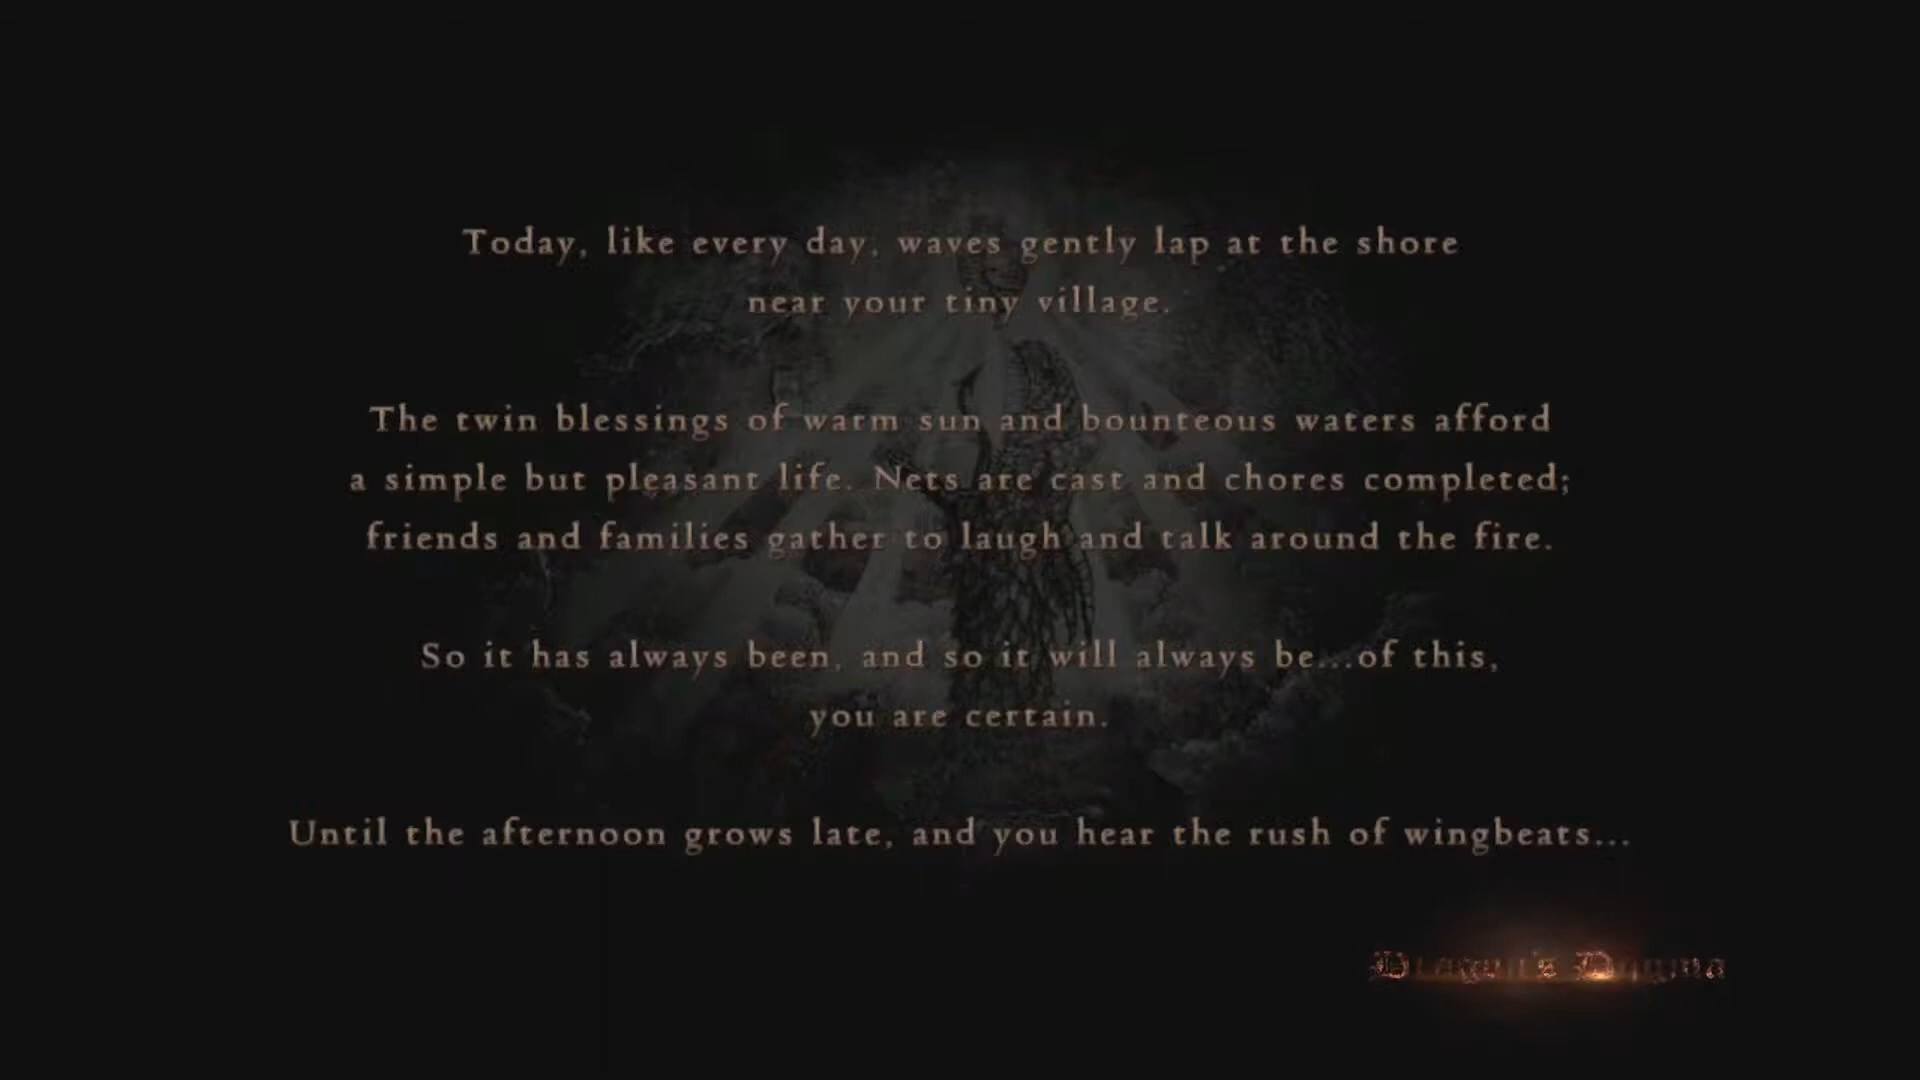 Today, like every day, waves gently lap at the shore
near your tiny village.
The twin blessings of warm sun and bounteous waters afford
a simple but pleasant life. Nets are cast and chores completed;
friends and families gather to laugh and talk around the fire.
So it has always been, and so it will always be...of this,
you are certain.
Until the afternoon grows late, and you hear the rush of wingbeats...
Dragon's Dogma